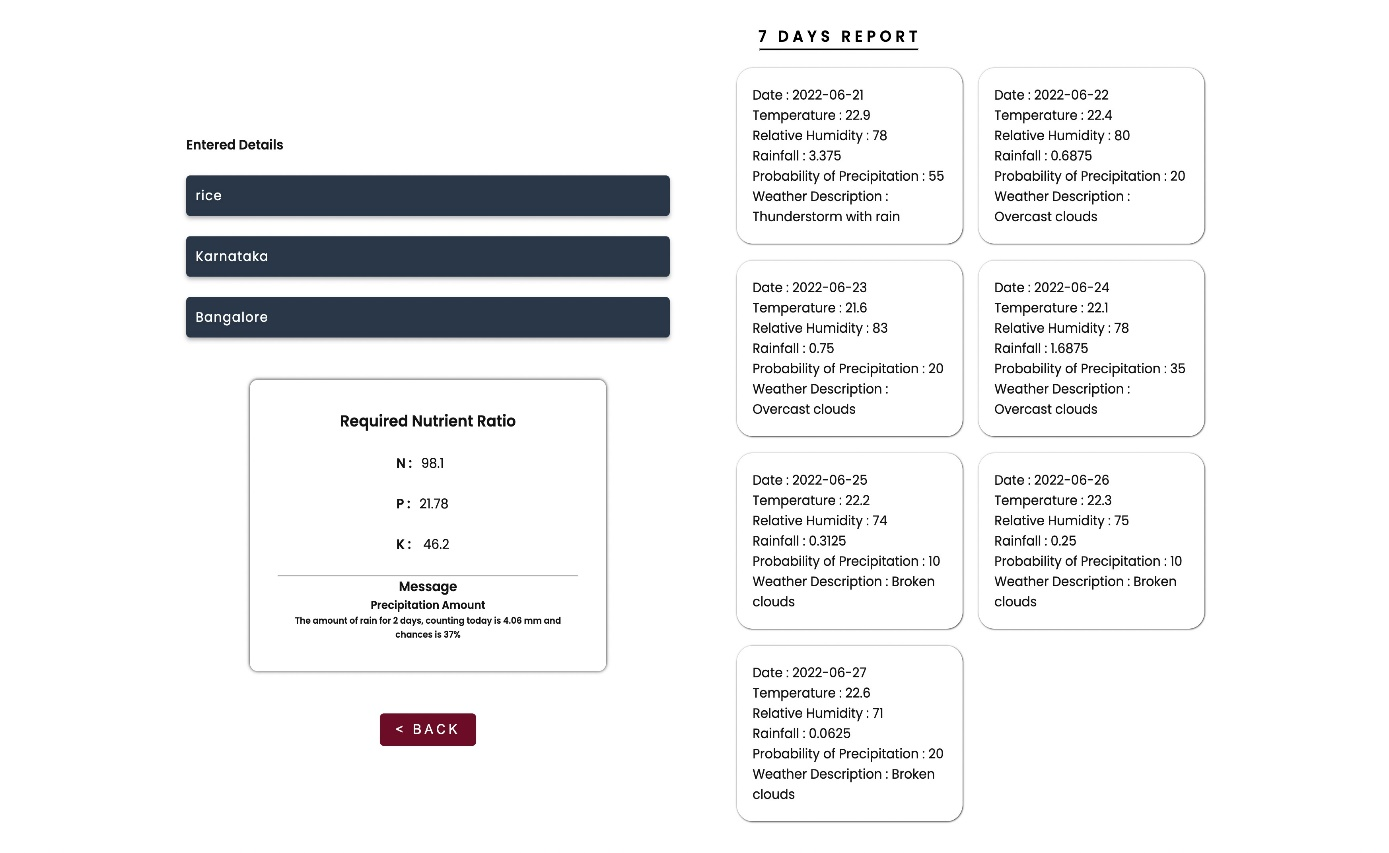 Entered Details
rice
Karnataka
Bangalore
Required Nutrient Ratio
N : 98.1
P : 21.78
K : 46.2
Message
Precipitation Amount
The amount of rain for 2 days, counting today is 4.06 mm and
chances is 37%
< BACK
7 DAYS REPORT
Date : 2022-06-21
Temperature : 22.9
Relative Humidity : 78
Rainfall : 3.375
Probability of Precipitation : 55
Weather Description :
Thunderstorm with rain
Date : 2022-06-22
Temperature : 22.4
Relative Humidity : 80
Rainfall : 0.6875
Probability of Precipitation : 20
Weather Description :
Overcast clouds
Date : 2022-06-23
Temperature : 21.6
Relative Humidity : 83
Rainfall : 0.75
Probability of Precipitation : 20
Weather Description :
Overcast clouds
Date : 2022-06-24
Temperature : 22.1
Relative Humidity : 78
Rainfall : 1.6875
Probability of Precipitation : 35
Weather Description :
Overcast clouds
Date : 2022-06-25
Temperature : 22.2
Relative Humidity : 74
Rainfall : 0.3125
Probability of Precipitation : 10
Weather Description : Broken
clouds
Date : 2022-06-26
Temperature : 22.3
Relative Humidity : 75
Rainfall : 0.25
Probability of Precipitation : 10
Weather Description : Broken
clouds
Date : 2022-06-27
Temperature : 22.6
Relative Humidity : 71
Rainfall : 0.0625
Probability of Precipitation : 20
Weather Description : Broken
clouds